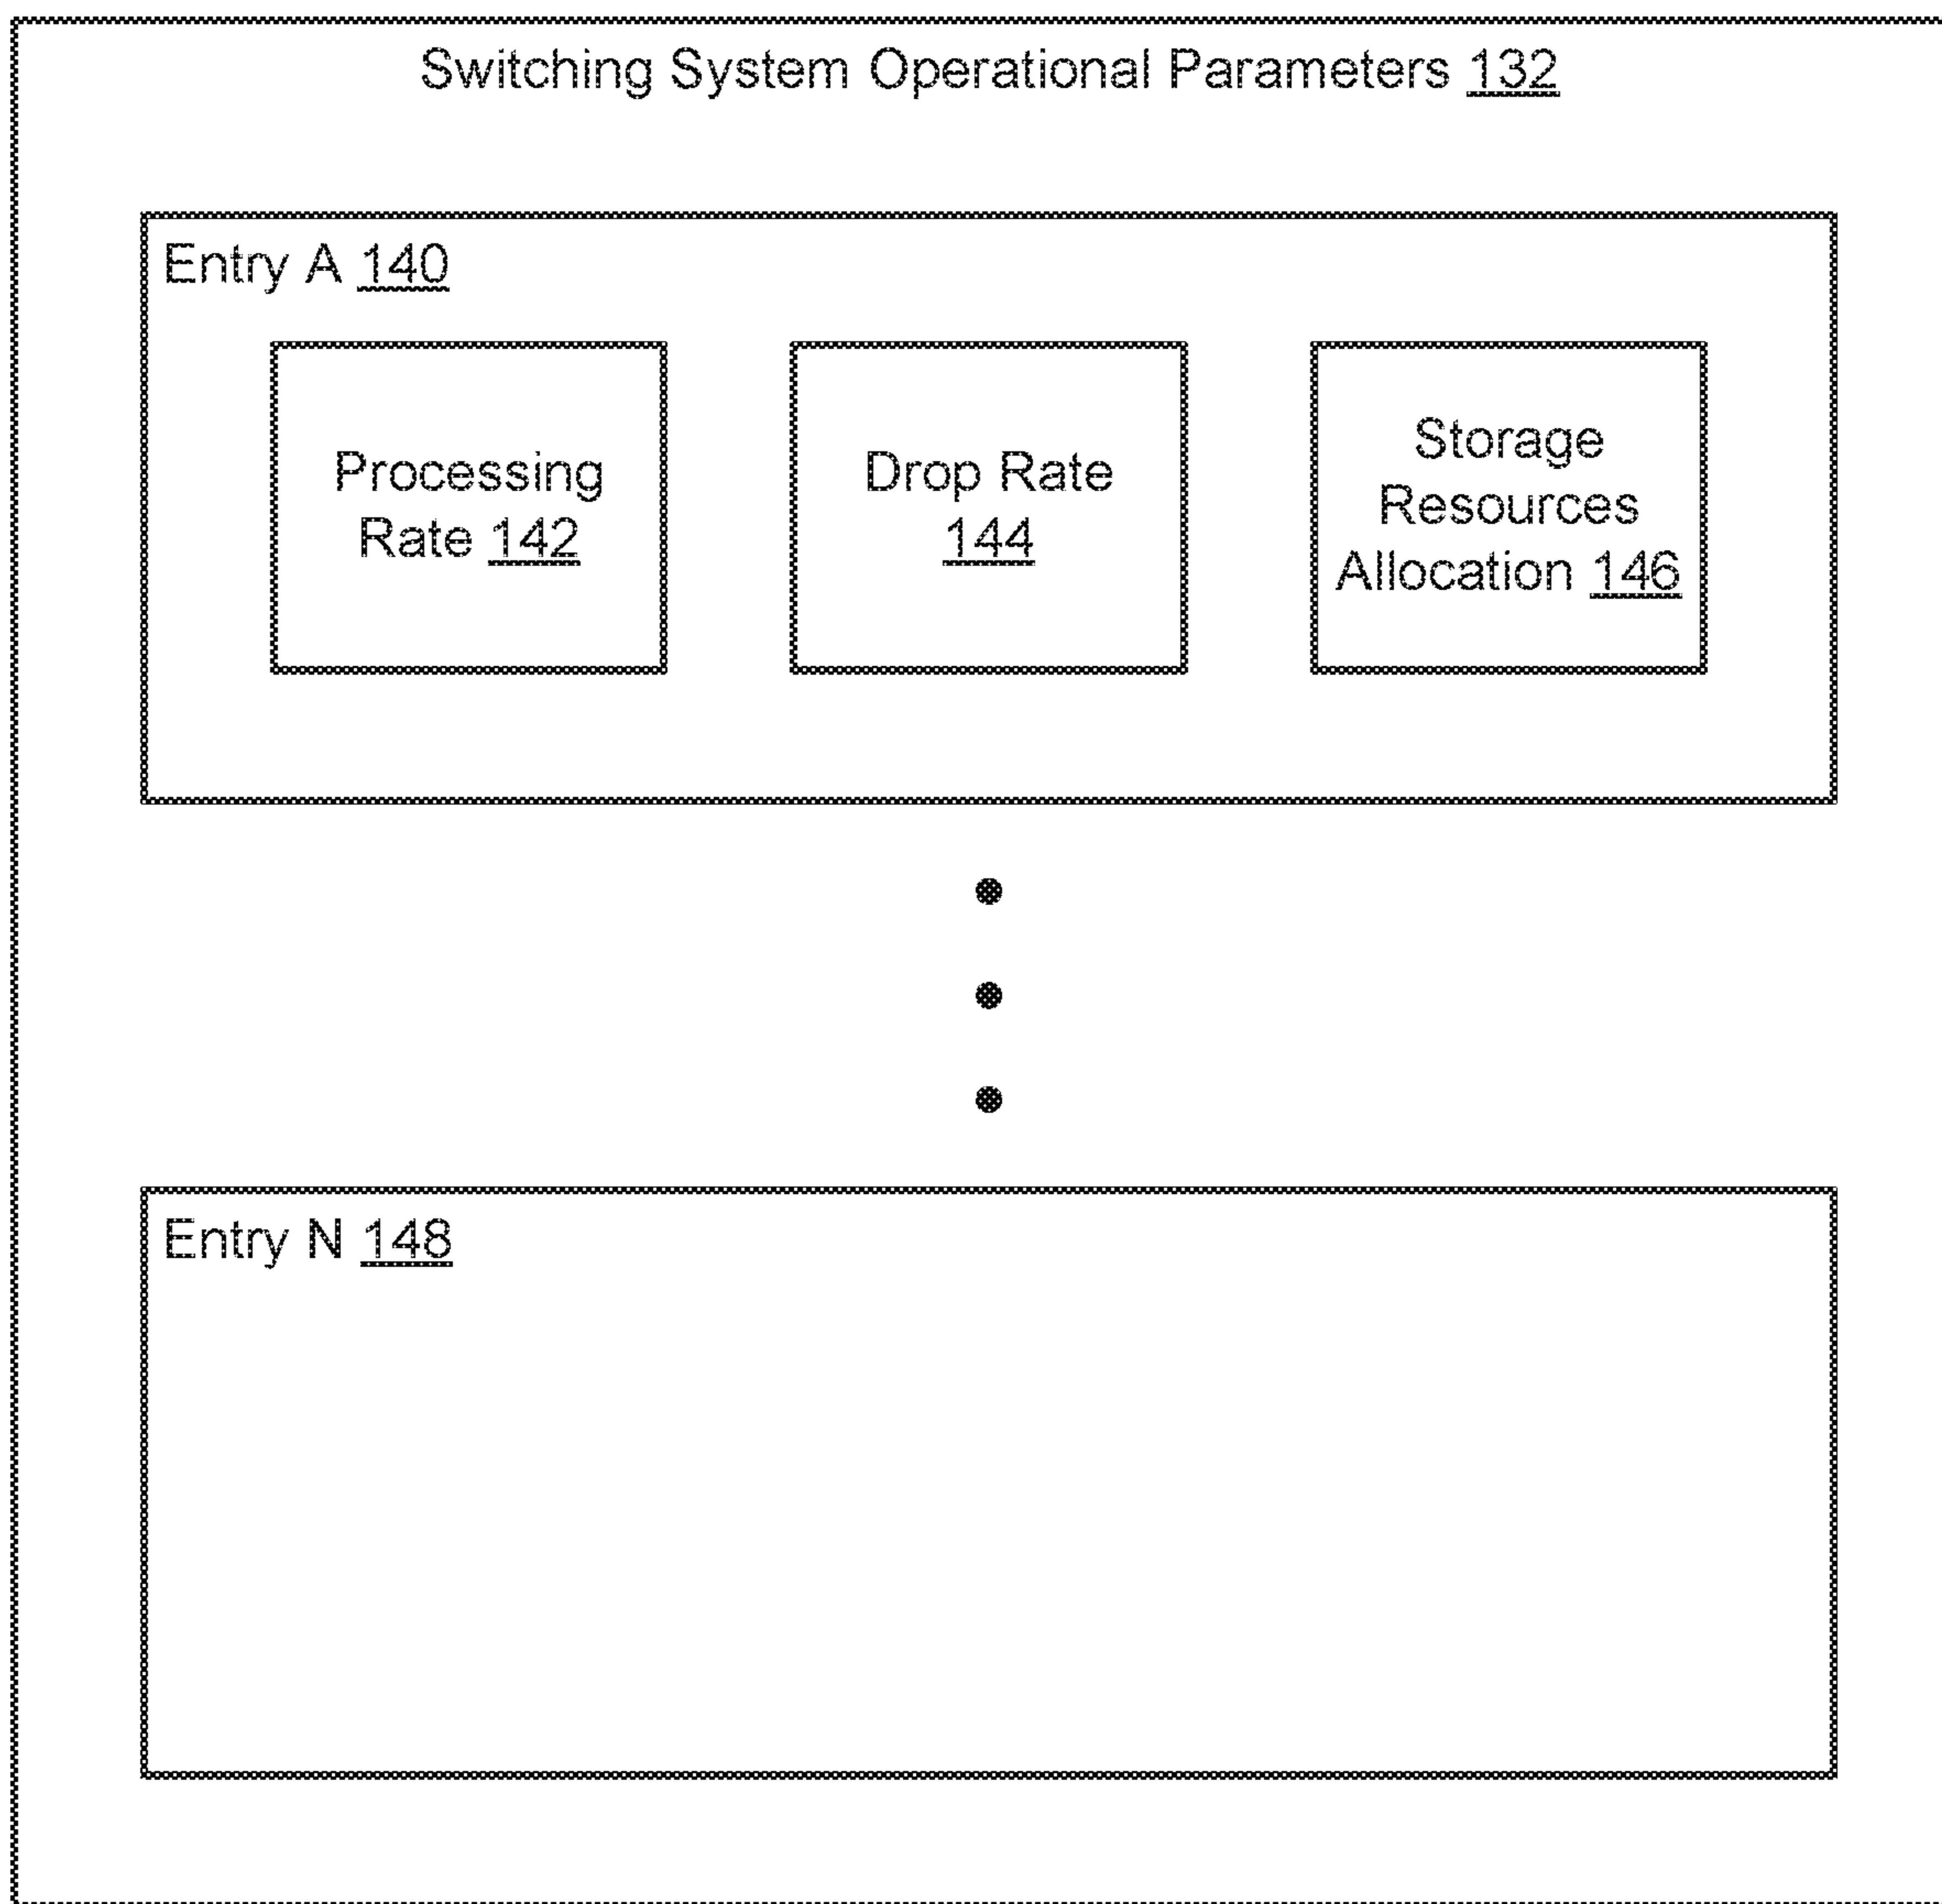 Switching System Operational Parameters 132
Entry A 140
Processing
Rate 142
Drop Rate
144
Storage
Resources
Allocation 146
Entry N 148